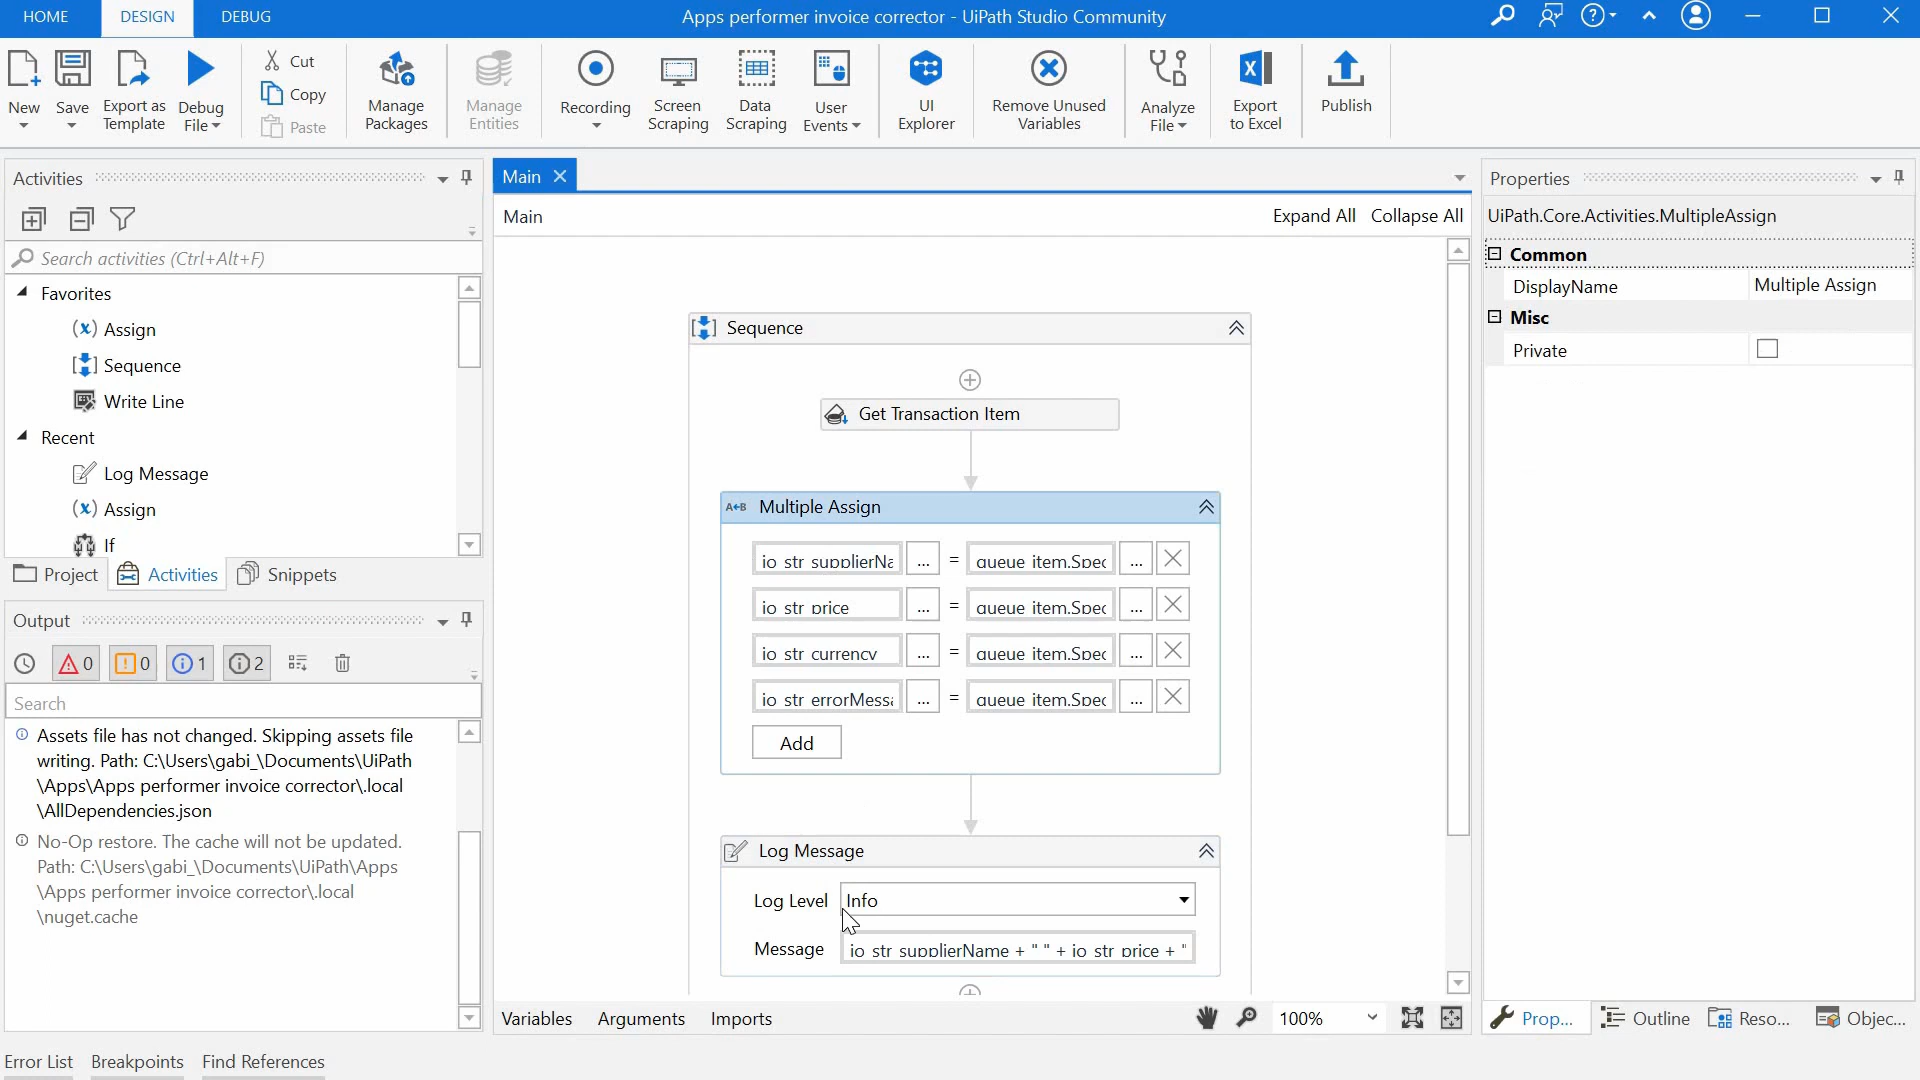 HOME DESIGN DEBUG Apps performer invoice corrector - UiPath Studio Community
New Save Export as Template Debug File Cut Copy Paste Manage Packages Manage Entities Recording Screen Scraping Data Scraping User Events UI Explorer Remove Unused Variables Analyze File Export to Excel Publish
Activities
Search activities (Ctrl+Alt+F)
Favorites
Assign
Sequence
Write Line
Recent
Log Message
Assign
If
Project Activities Snippets
Output
0 0 1 2
Search
Assets file has not changed. Skipping assets file
writing. Path: C:\Users\gabi_\Documents\UiPath
\Apps\Apps performer invoice corrector\.local
\AllDependencies.json
No-Op restore. The cache will not be updated.
Path: C:\Users\gabi_\Documents\UiPath\Apps
\Apps performer invoice corrector\.local
\nuget.cache
Main
Main Expand All Collapse All
Sequence
Get Transaction Item
A B Multiple Assign
io_str_supplierNa ... = queue_item.Spec ...
io_str_price ... = queue_item.Spec ...
io_str_currency ... = queue_item.Spec ...
io_str_errorMessa ... = queue_item.Spec ...
Add
Log Message
Log Level Info
Message io_str_supplierName + " " + io_str_price + "
Variables Arguments Imports 100%
Properties
UiPath.Core.Activities.MultipleAssign
Common
DisplayName Multiple Assign
Misc
Private
Prop... Outline Reso... Objec...
Error List Breakpoints Find References